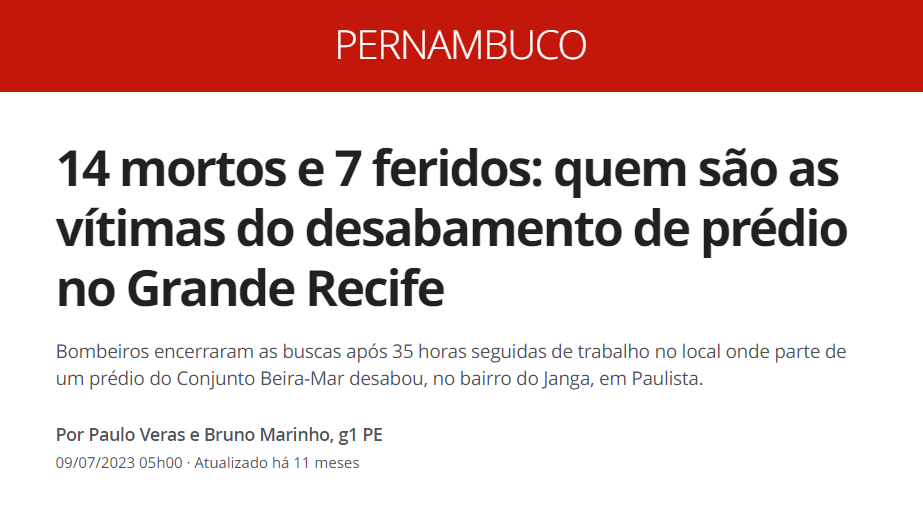 PERNAMBUCO
14 mortos e 7 feridos: quem são as
vítimas do desabamento de prédio
no Grande Recife
Bombeiros encerraram as buscas após 35 horas seguidas de trabalho no local onde parte de
um prédio do Conjunto Beira-Mar desabou, no bairro do Janga, em Paulista.
Por Paulo Veras e Bruno Marinho, g1 PE
09/07/2023 05h00 · Atualizado há 11 meses